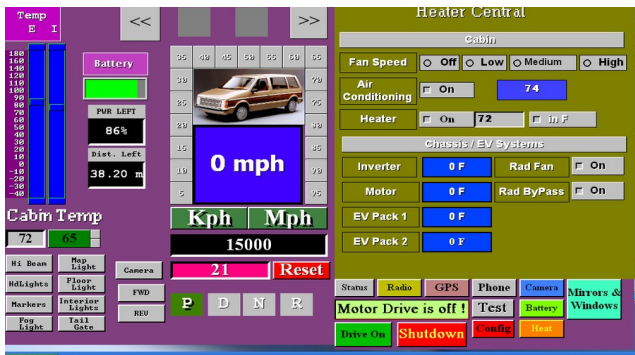 Temp
E I
180
160
140
120
110
100
90
80
70
60
50
40
30
20
10
0
-10
-20
-30
-40
Cabin Temp
72 65
Hi Beam
Map Light
HdLights
Floor Light
Markers
Interior Lights
Fog Light
Tail Gate
<<
>>
Battery
PWR LEFT
86%
Dist. Left
38.20 m
Camera
FWD
REV
35 40 45 50 55 60 65
30 70
25 75
20 80
15 85
10 90
5 95
0 mph
Kph Mph
15000
21 Reset
P D N R
Heater Central
Cabin
Fan Speed Off Low Medium High
Air Conditioning On 74
Heater On 72 in F
Chassis / EV Systems
Inverter 0 F Rad Fan On
Motor 0 F Rad ByPass On
EV Pack 1 0 F
EV Pack 2 0 F
Status Radio GPS Phone Camera Mirrors & Windows
Motor Drive is off ! Test Battery
Drive On Shutdown Config Heat